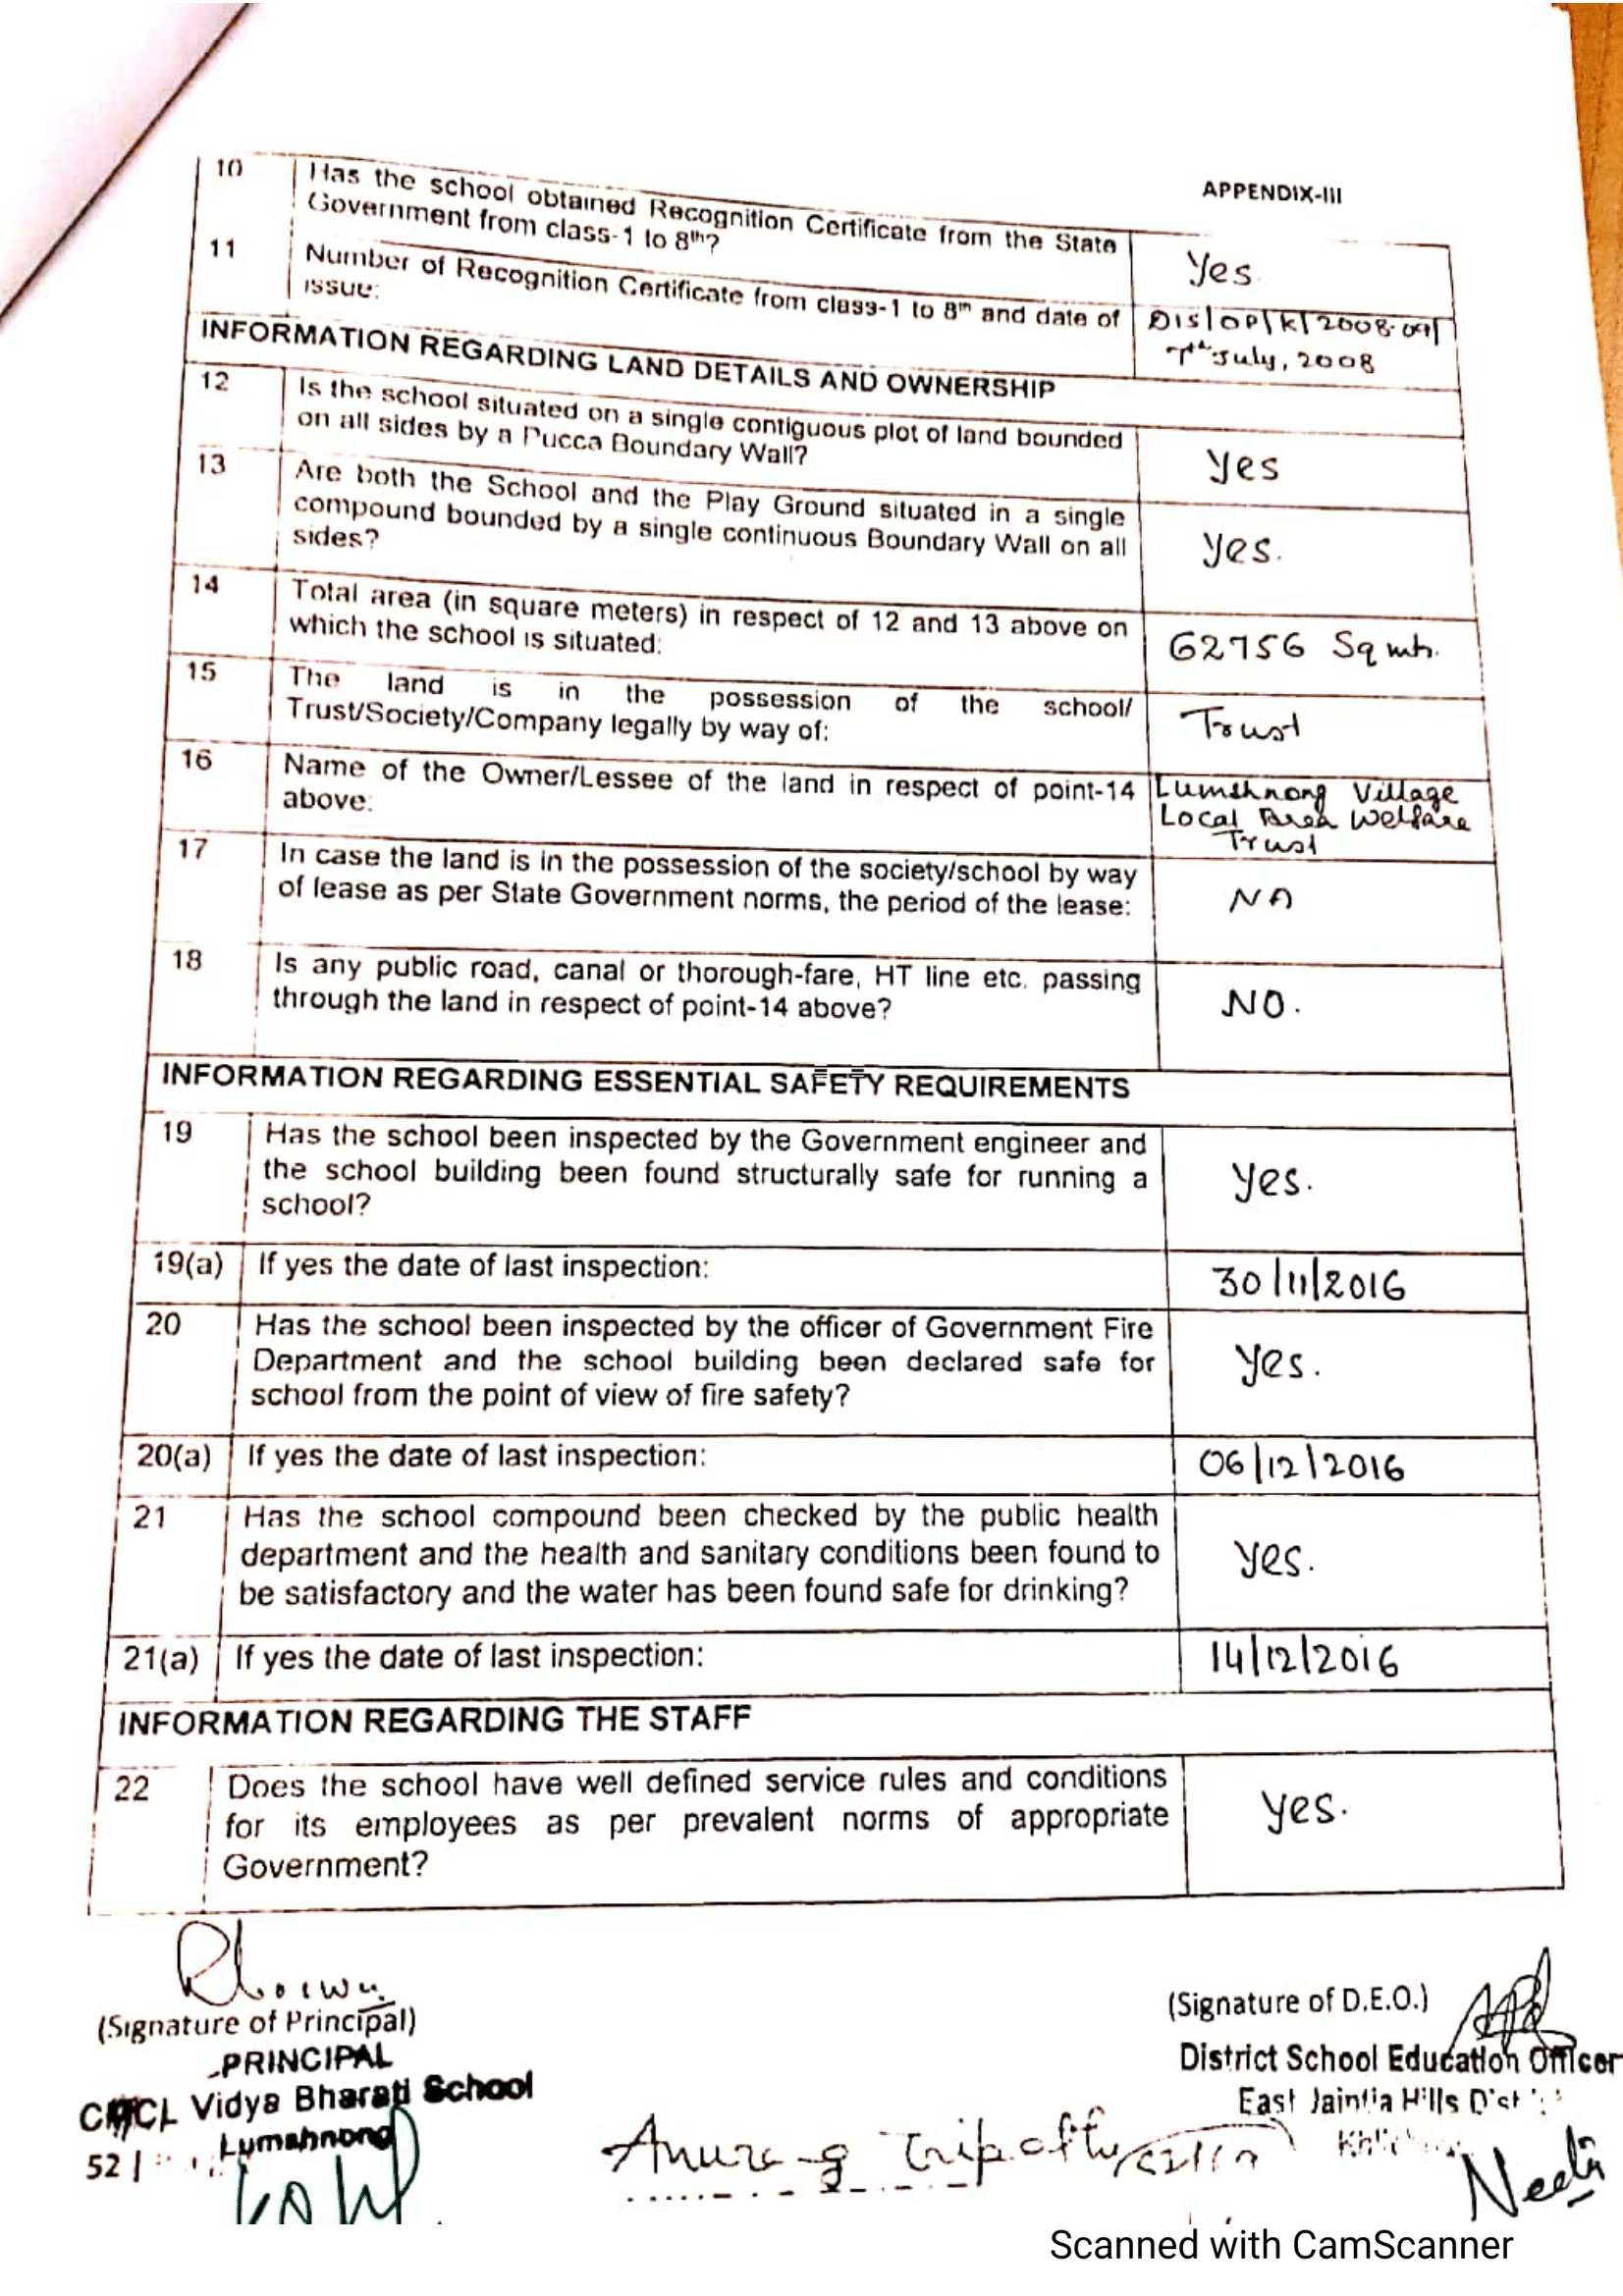 APPENDIX-III
10 Has the school obtained Recognition Certificate from the State
Government from class-1 to 8th? Yes.
11 Number of Recognition Certificate from class-1 to 8th and date of
issue: DIS/OP/K/2008-09/
7th July, 2008
INFORMATION REGARDING LAND DETAILS AND OWNERSHIP
12 Is the school situated on a single contiguous plot of land bounded
on all sides by a Pucca Boundary Wall? Yes
13 Are both the School and the Play Ground situated in a single
compound bounded by a single continuous Boundary Wall on all
sides? Yes.
14 Total area (in square meters) in respect of 12 and 13 above on
which the school is situated: 62756 Sq mtr.
15 The land is in the possession of the school/
Trust/Society/Company legally by way of: Trust
16 Name of the Owner/Lessee of the land in respect of point-14
above: Lumshnong Village
Local Area Welfare
Trust
17 In case the land is in the possession of the society/school by way
of lease as per State Government norms, the period of the lease: NA
18 Is any public road, canal or thorough-fare, HT line etc. passing
through the land in respect of point-14 above? NO.
INFORMATION REGARDING ESSENTIAL SAFETY REQUIREMENTS
19 Has the school been inspected by the Government engineer and
the school building been found structurally safe for running a
school? Yes.
19(a) If yes the date of last inspection: 30/11/2016
20 Has the school been inspected by the officer of Government Fire
Department and the school building been declared safe for
school from the point of view of fire safety? Yes.
20(a) If yes the date of last inspection: 06/12/2016
21 Has the school compound been checked by the public health
department and the health and sanitary conditions been found to
be satisfactory and the water has been found safe for drinking? Yes.
21(a) If yes the date of last inspection: 14/12/2016
INFORMATION REGARDING THE STAFF
22 Does the school have well defined service rules and conditions
for its employees as per prevalent norms of appropriate
Government? Yes.
(Signature of Principal)
PRINCIPAL
CMCL Vidya Bharati School
Lumshnong
52 |
(Signature of D.E.O.)
District School Education Officer
East Jaintia Hills
Anurag Tripathy
Neeta
Scanned with CamScanner